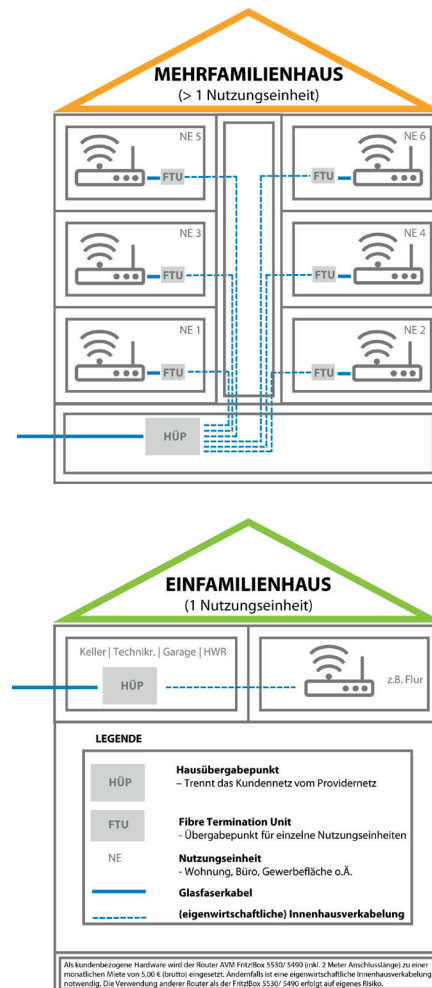 MEHRFAMILIENHAUS
(> 1 Nutzungseinheit)
NE 5
FTU
NE 6
FTU
NE 3
FTU
NE 4
FTU
NE 1
FTU
NE 2
FTU
HÜP
EINFAMILIENHAUS
(1 Nutzungseinheit)
Keller | Technikr. | Garage | HWR
HÜP
z.B. Flur
LEGENDE
HÜP
Hausübergabepunkt
– Trennt das Kundennetz vom Providernetz
FTU
Fibre Termination Unit
- Übergabepunkt für einzelne Nutzungseinheiten
NE
Nutzungseinheit
- Wohnung, Büro, Gewerbefläche o.Ä.
Glasfaserkabel
(eigenwirtschaftliche) Innenhausverkabelung
Als kundenbezogene Hardware wird der Router AVM Fritz!Box 5530/ 5490 (inkl. 2 Meter Anschlusslänge) zu einer
monatlichen Miete von 5,00 € (brutto) eingesetzt. Andernfalls ist eine eigenwirtschaftliche Innenhausverkabelung
notwendig. Die Verwendung anderer Router als der Fritz!Box 5530/ 5490 erfolgt auf eigenes Risiko.